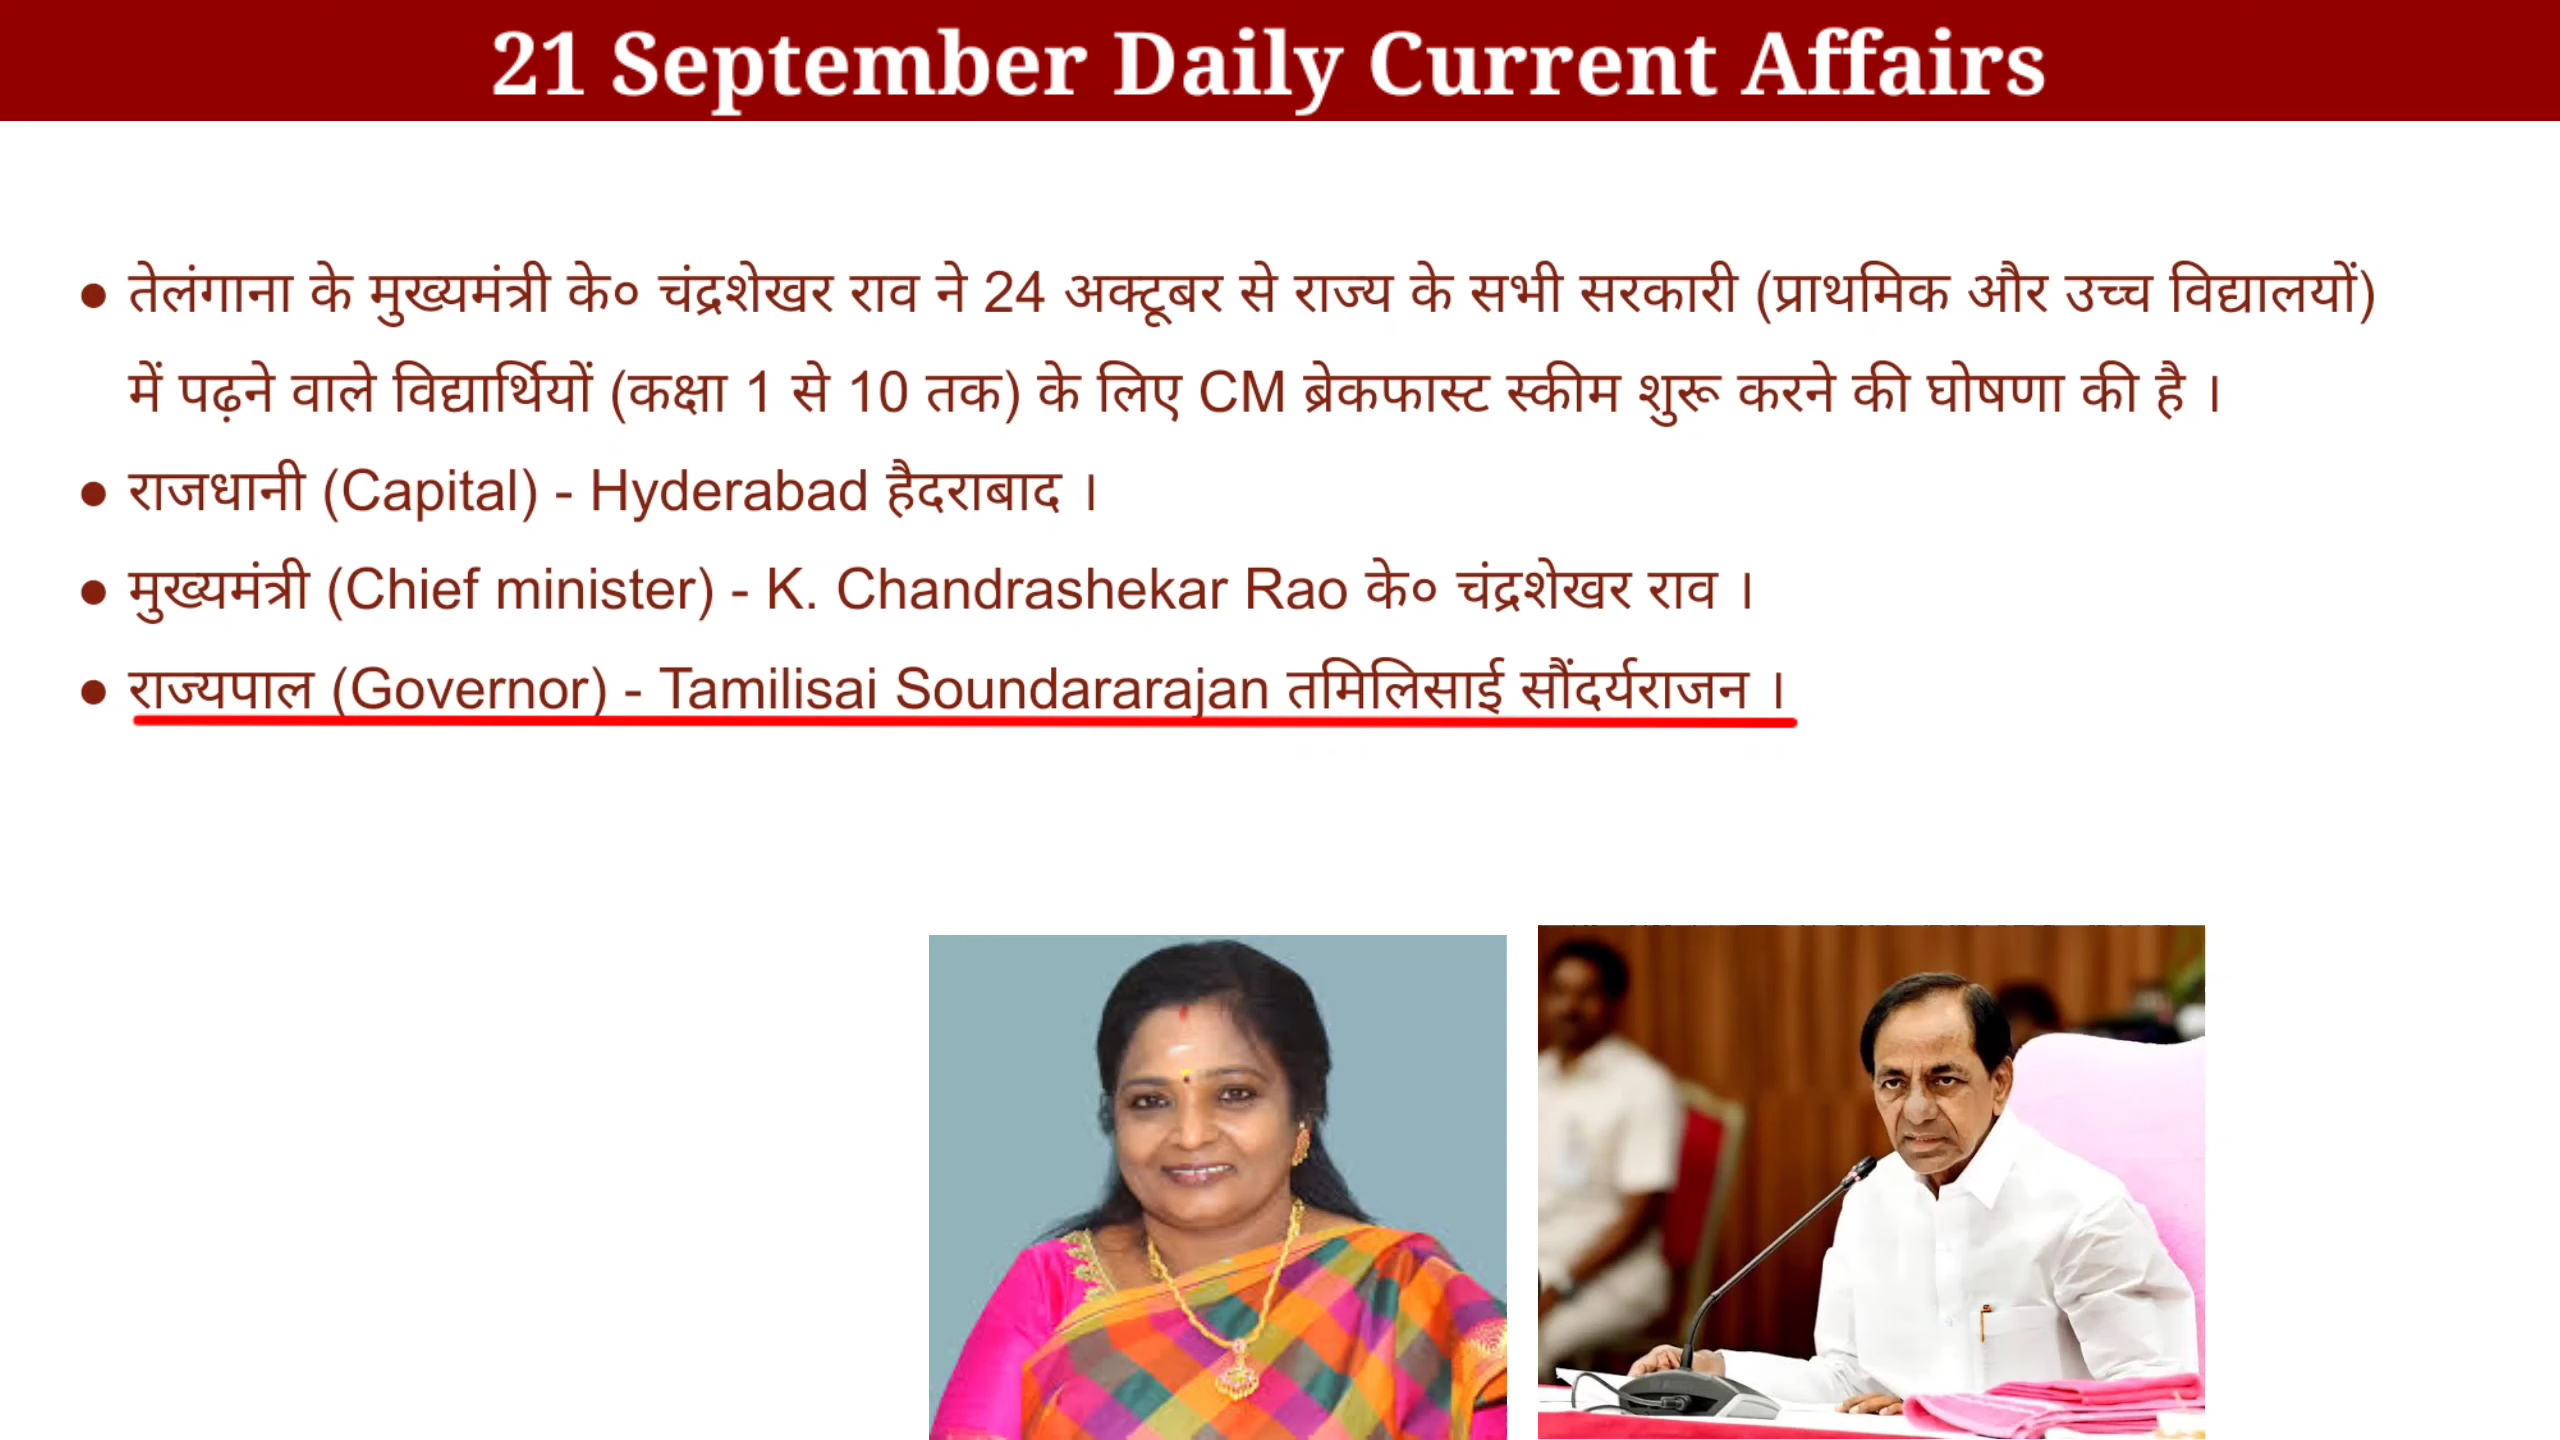 21 September Daily Current Affairs
● तेलंगाना के मुख्यमंत्री के० चंद्रशेखर राव ने 24 अक्टूबर से राज्य के सभी सरकारी (प्राथमिक और उच्च विद्यालयों)
में पढ़ने वाले विद्यार्थियों (कक्षा 1 से 10 तक) के लिए CM ब्रेकफास्ट स्कीम शुरू करने की घोषणा की है ।
● राजधानी (Capital) - Hyderabad हैदराबाद ।
● मुख्यमंत्री (Chief minister) - K. Chandrashekar Rao के० चंद्रशेखर राव ।
● राज्यपाल (Governor) - Tamilisai Soundararajan तमिलिसाई सौंदर्यराजन ।